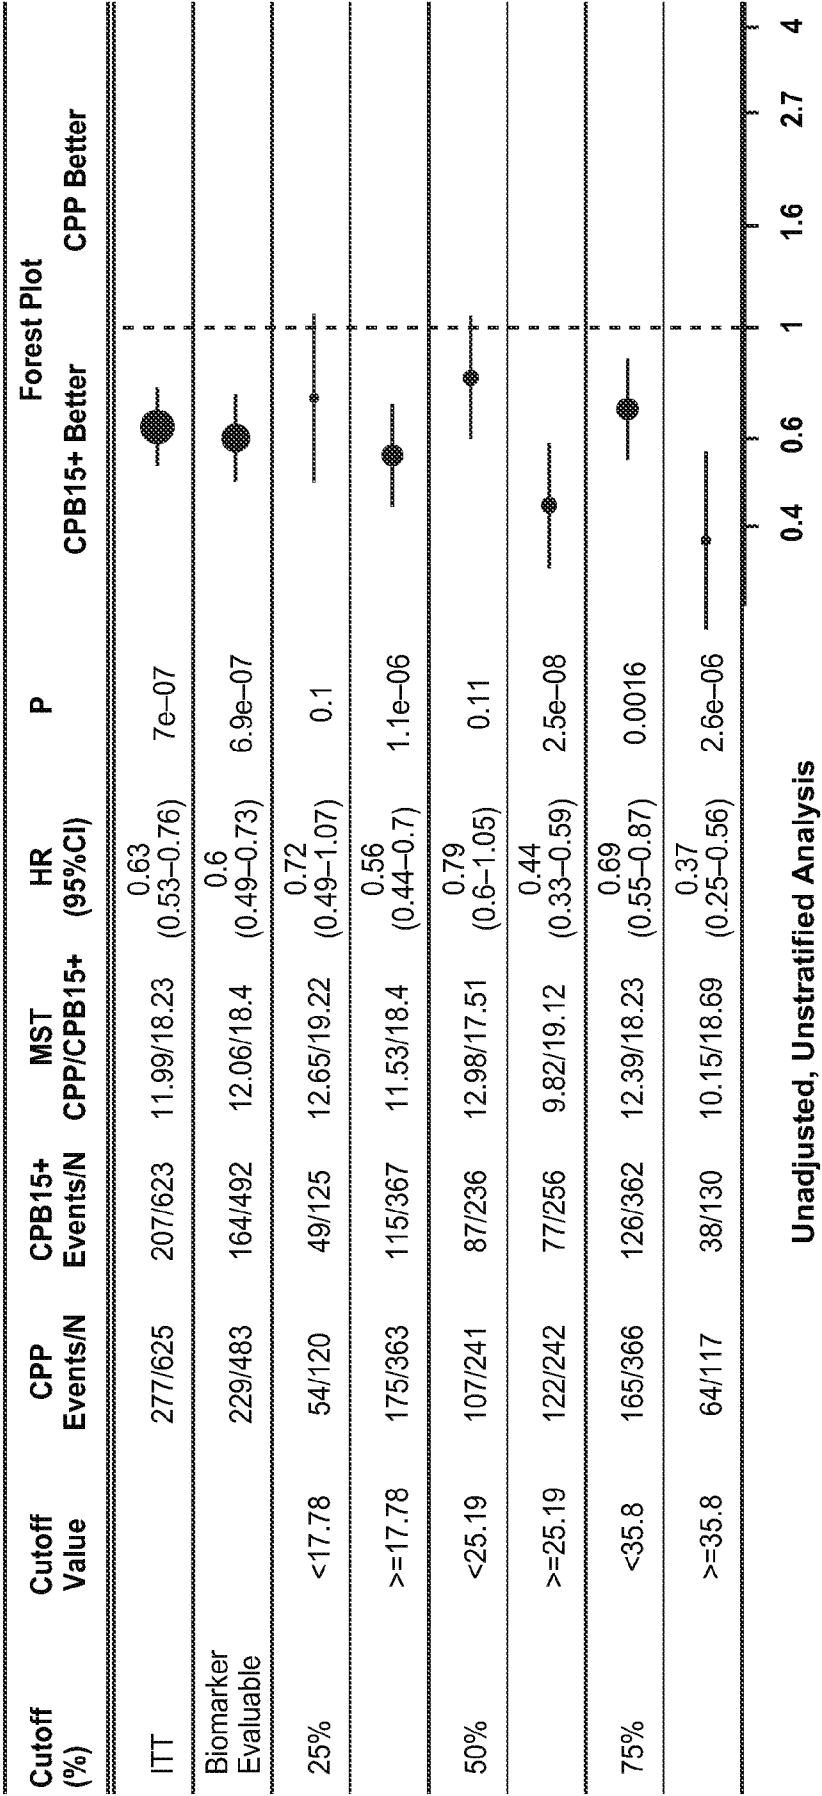 Forest Plot
Cutoff Cutoff CPP CPB15+ MST HR P CPB15+ Better CPP Better
(%) Value Events/N Events/N CPP/CPB15+ (95%CI)
ITT 277/625 207/623 11.99/18.23 0.63 7e–07
(0.53–0.76)
Biomarker 229/483 164/492 12.06/18.4 0.6 6.9e–07
Evaluable (0.49–0.73)
25% <17.78 54/120 49/125 12.65/19.22 0.72 0.1
(0.49–1.07)
>=17.78 175/363 115/367 11.53/18.4 0.56 1.1e–06
(0.44–0.7)
50% <25.19 107/241 87/236 12.98/17.51 0.79 0.11
(0.6–1.05)
>=25.19 122/242 77/256 9.82/19.12 0.44 2.5e–08
(0.33–0.59)
75% <35.8 165/366 126/362 12.39/18.23 0.69 0.0016
(0.55–0.87)
>=35.8 64/117 38/130 10.15/18.69 0.37 2.6e–06
(0.25–0.56)
0.4 0.6 1 1.6 2.7 4
Unadjusted, Unstratified Analysis